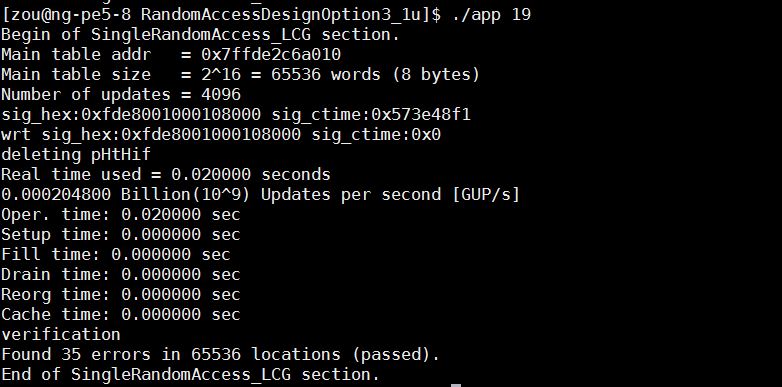 [zou@ng-pe5-8 RandomAccessDesignOption3_1u]$ ./app 19
Begin of SingleRandomAccess_LCG section.
Main table addr   = 0x7ffde2c6a010
Main table size   = 2^16 = 65536 words (8 bytes)
Number of updates = 4096
sig_hex:0xfde8001000108000 sig_ctime:0x573e48f1
wrt sig_hex:0xfde8001000108000 sig_ctime:0x0
deleting pHtHif
Real time used = 0.020000 seconds
0.000204800 Billion(10^9) Updates per second [GUP/s]
Oper. time: 0.020000 sec
Setup time: 0.000000 sec
Fill time: 0.000000 sec
Drain time: 0.000000 sec
Reorg time: 0.000000 sec
Cache time: 0.000000 sec
verification
Found 35 errors in 65536 locations (passed).
End of SingleRandomAccess_LCG section.